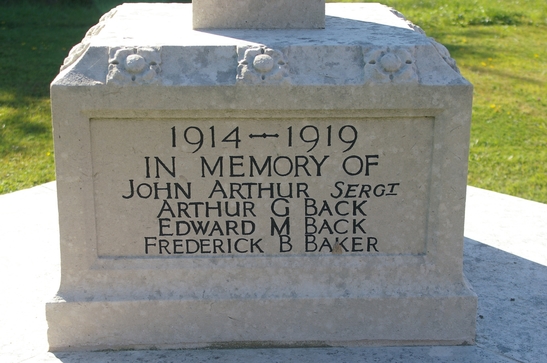 1914–1919
IN MEMORY OF
JOHN ARTHUR SERGT
ARTHUR G BACK
EDWARD M BACK
FREDERICK B BAKER